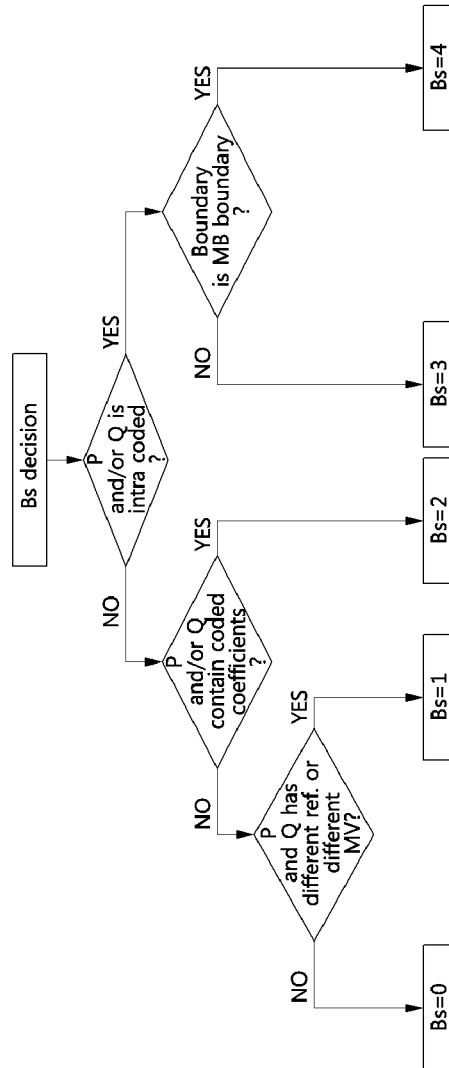 Bs decision
P
and/or Q is
intra coded
?
NO
YES
P
and/or Q
contain coded
coefficients
?
Boundary
is MB boundary
?
NO
YES
NO
YES
P
and Q has
different ref. or
different
MV?
NO
YES
Bs=0
Bs=1
Bs=2
Bs=3
Bs=4